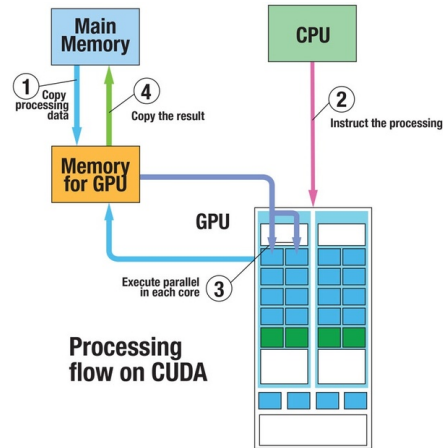 Main
Memory
CPU
1
Copy
processing
data
4
Copy the result
2
Instruct the processing
Memory
for GPU
GPU
Execute parallel
in each core
3
Processing
flow on CUDA